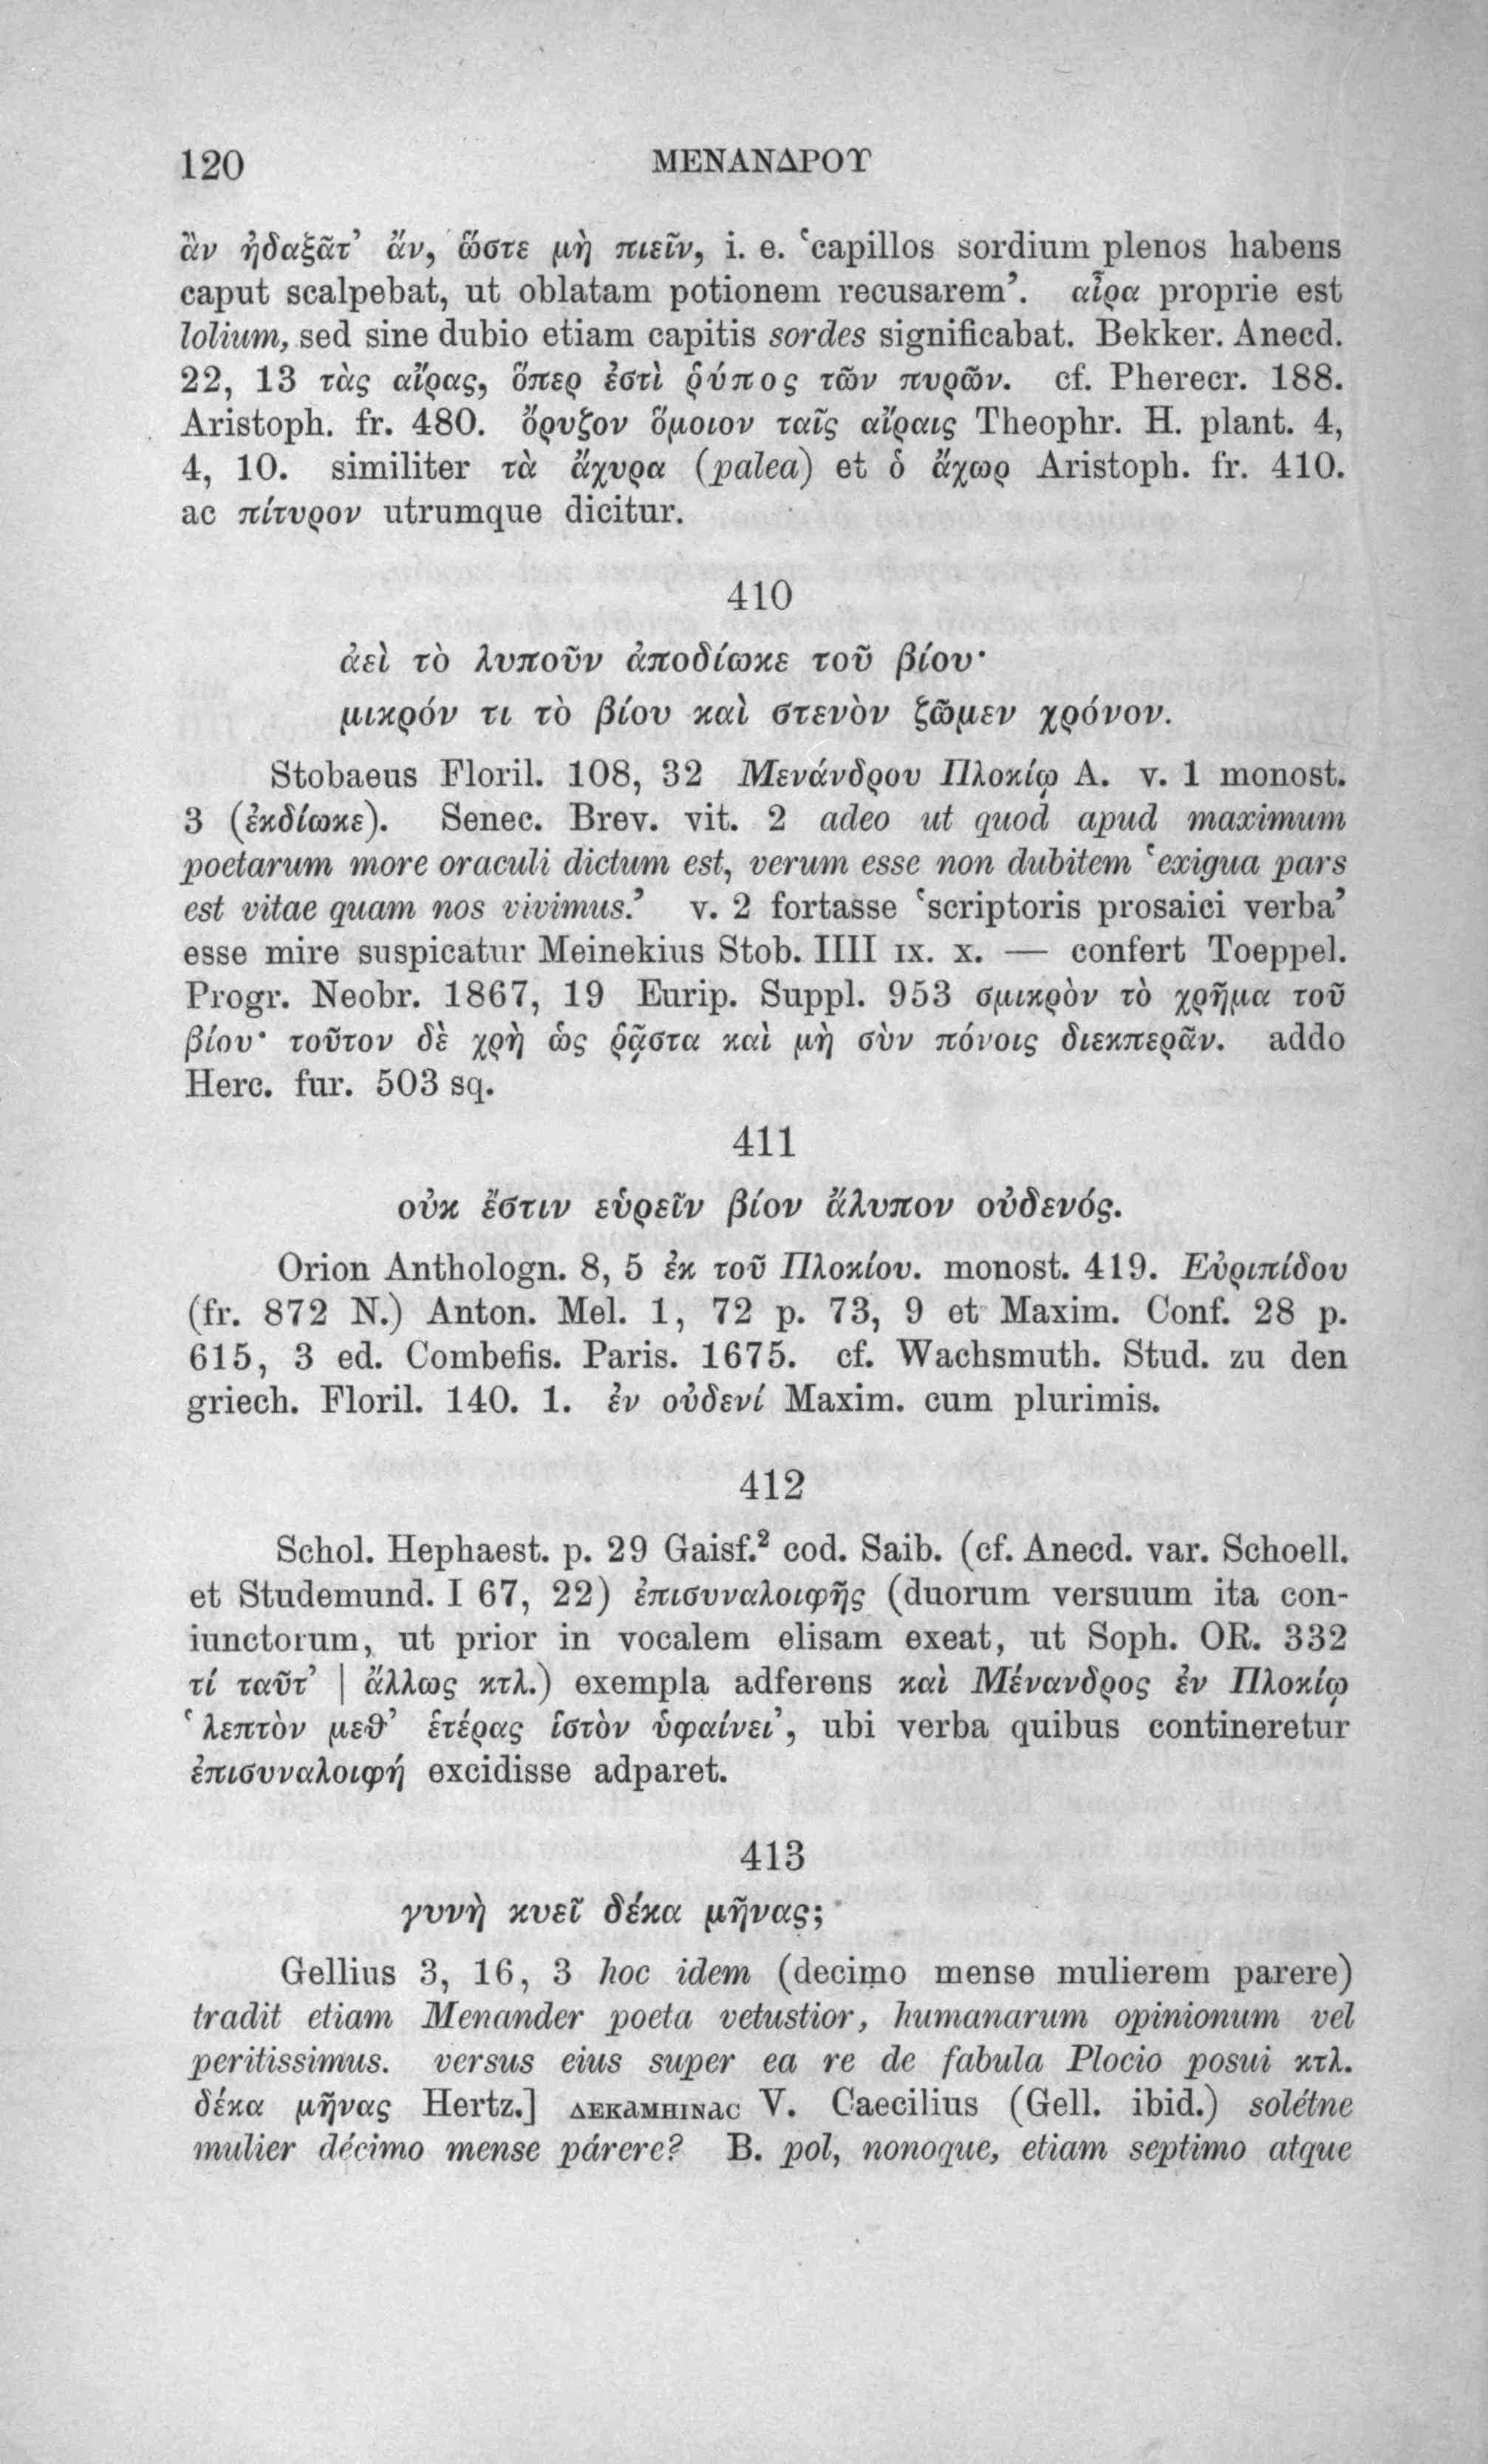 120
ΜΕΝΑΝΔΡΟΥ
ἂν ἠδαξᾶτ’ ἄν, ὥστε μὴ πιεῖν, i. e. ‘capillos sordium plenos habens
caput scalpebat, ut oblatam potionem recusarem’. αἶρα proprie est
lolium, sed sine dubio etiam capitis sordes significabat. Bekker. Anecd.
22, 13 τὰς αἴρας, ὅπερ ἐστὶ ῥύπος τῶν πυρῶν. cf. Pherecr. 188.
Aristoph. fr. 480. ὄρυζον ὅμοιον ταῖς αἴραις Theophr. H. plant. 4,
4, 10. similiter τὰ ἄχυρα (palea) et ὁ ἄχωρ Aristoph. fr. 410.
ac πίτυρον utrumque dicitur.
410
ἀεὶ τὸ λυποῦν ἀποδίωκε τοῦ βίου·
μικρόν τι τὸ βίου καὶ στενὸν ζῶμεν χρόνον.
Stobaeus Floril. 108, 32 Μενάνδρου Πλοκίῳ A. v. 1 monost.
3 (ἐκδίωκε). Senec. Brev. vit. 2 adeo ut quod apud maximum
poetarum more oraculi dictum est, verum esse non dubitem ‘exigua pars
est vitae quam nos vivimus.’ v. 2 fortasse ‘scriptoris prosaici verba’
esse mire suspicatur Meinekius Stob. IIII IX. X. — confert Toeppel.
Progr. Neobr. 1867, 19 Eurip. Suppl. 953 σμικρὸν τὸ χρῆμα τοῦ
βίου· τοῦτον δὲ χρὴ ὡς ῥᾷστα καὶ μὴ σὺν πόνοις διεκπερᾶν. addo
Herc. fur. 503 sq.
411
οὐκ ἔστιν εὑρεῖν βίον ἄλυπον οὐδενός.
Orion Anthologn. 8, 5 ἐκ τοῦ Πλοκίου. monost. 419. Εὐριπίδου
(fr. 872 N.) Anton. Mel. 1, 72 p. 73, 9 et Maxim. Conf. 28 p.
615, 3 ed. Combefis. Paris. 1675. cf. Wachsmuth. Stud. zu den
griech. Floril. 140. 1. ἐν οὐδενί Maxim. cum plurimis.
412
Schol. Hephaest. p. 29 Gaisf.² cod. Saib. (cf. Anecd. var. Schoell.
et Studemund. I 67, 22) ἐπισυναλοιφῆς (duorum versuum ita con-
iunctorum, ut prior in vocalem elisam exeat, ut Soph. OR. 332
τί ταῦτ’ | ἄλλως κτλ.) exempla adferens καὶ Μένανδρος ἐν Πλοκίῳ
‘λεπτὸν μεθ’ ἑτέρας ἱστὸν ὑφαίνει’, ubi verba quibus contineretur
ἐπισυναλοιφή excidisse adparet.
413
γυνὴ κυεῖ δέκα μῆνας;
Gellius 3, 16, 3 hoc idem (decimo mense mulierem parere)
tradit etiam Menander poeta vetustior, humanarum opinionum vel
peritissimus. versus eius super ea re de fabula Plocio posui κτλ.
δέκα μῆνας Hertz.] ΔΕΚaΜΗΙΝaC V. Caecilius (Gell. ibid.) solétne
mulier décimo mense párere? B. pol, nonoque, etiam septimo atque